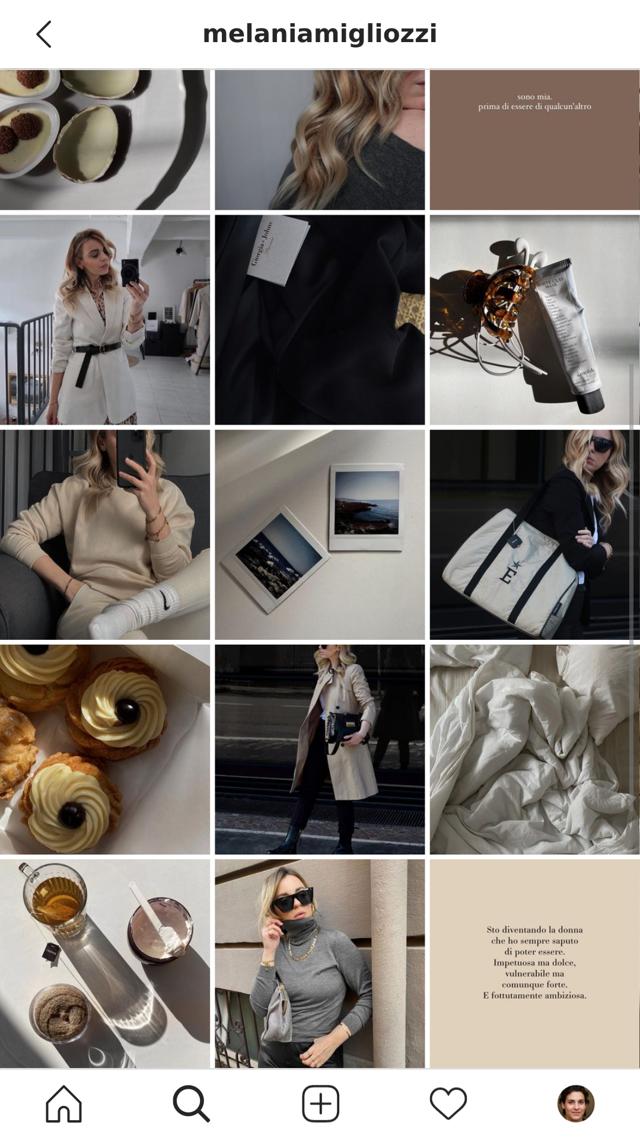 melaniamigliozzi
sono mia.
prima di essere di qualcun'altro
Giorgia & Johns
Sto diventando la donna
che ho sempre saputo
di poter essere.
Impetuosa ma dolce,
vulnerabile ma
comunque forte.
E fottutamente ambiziosa.